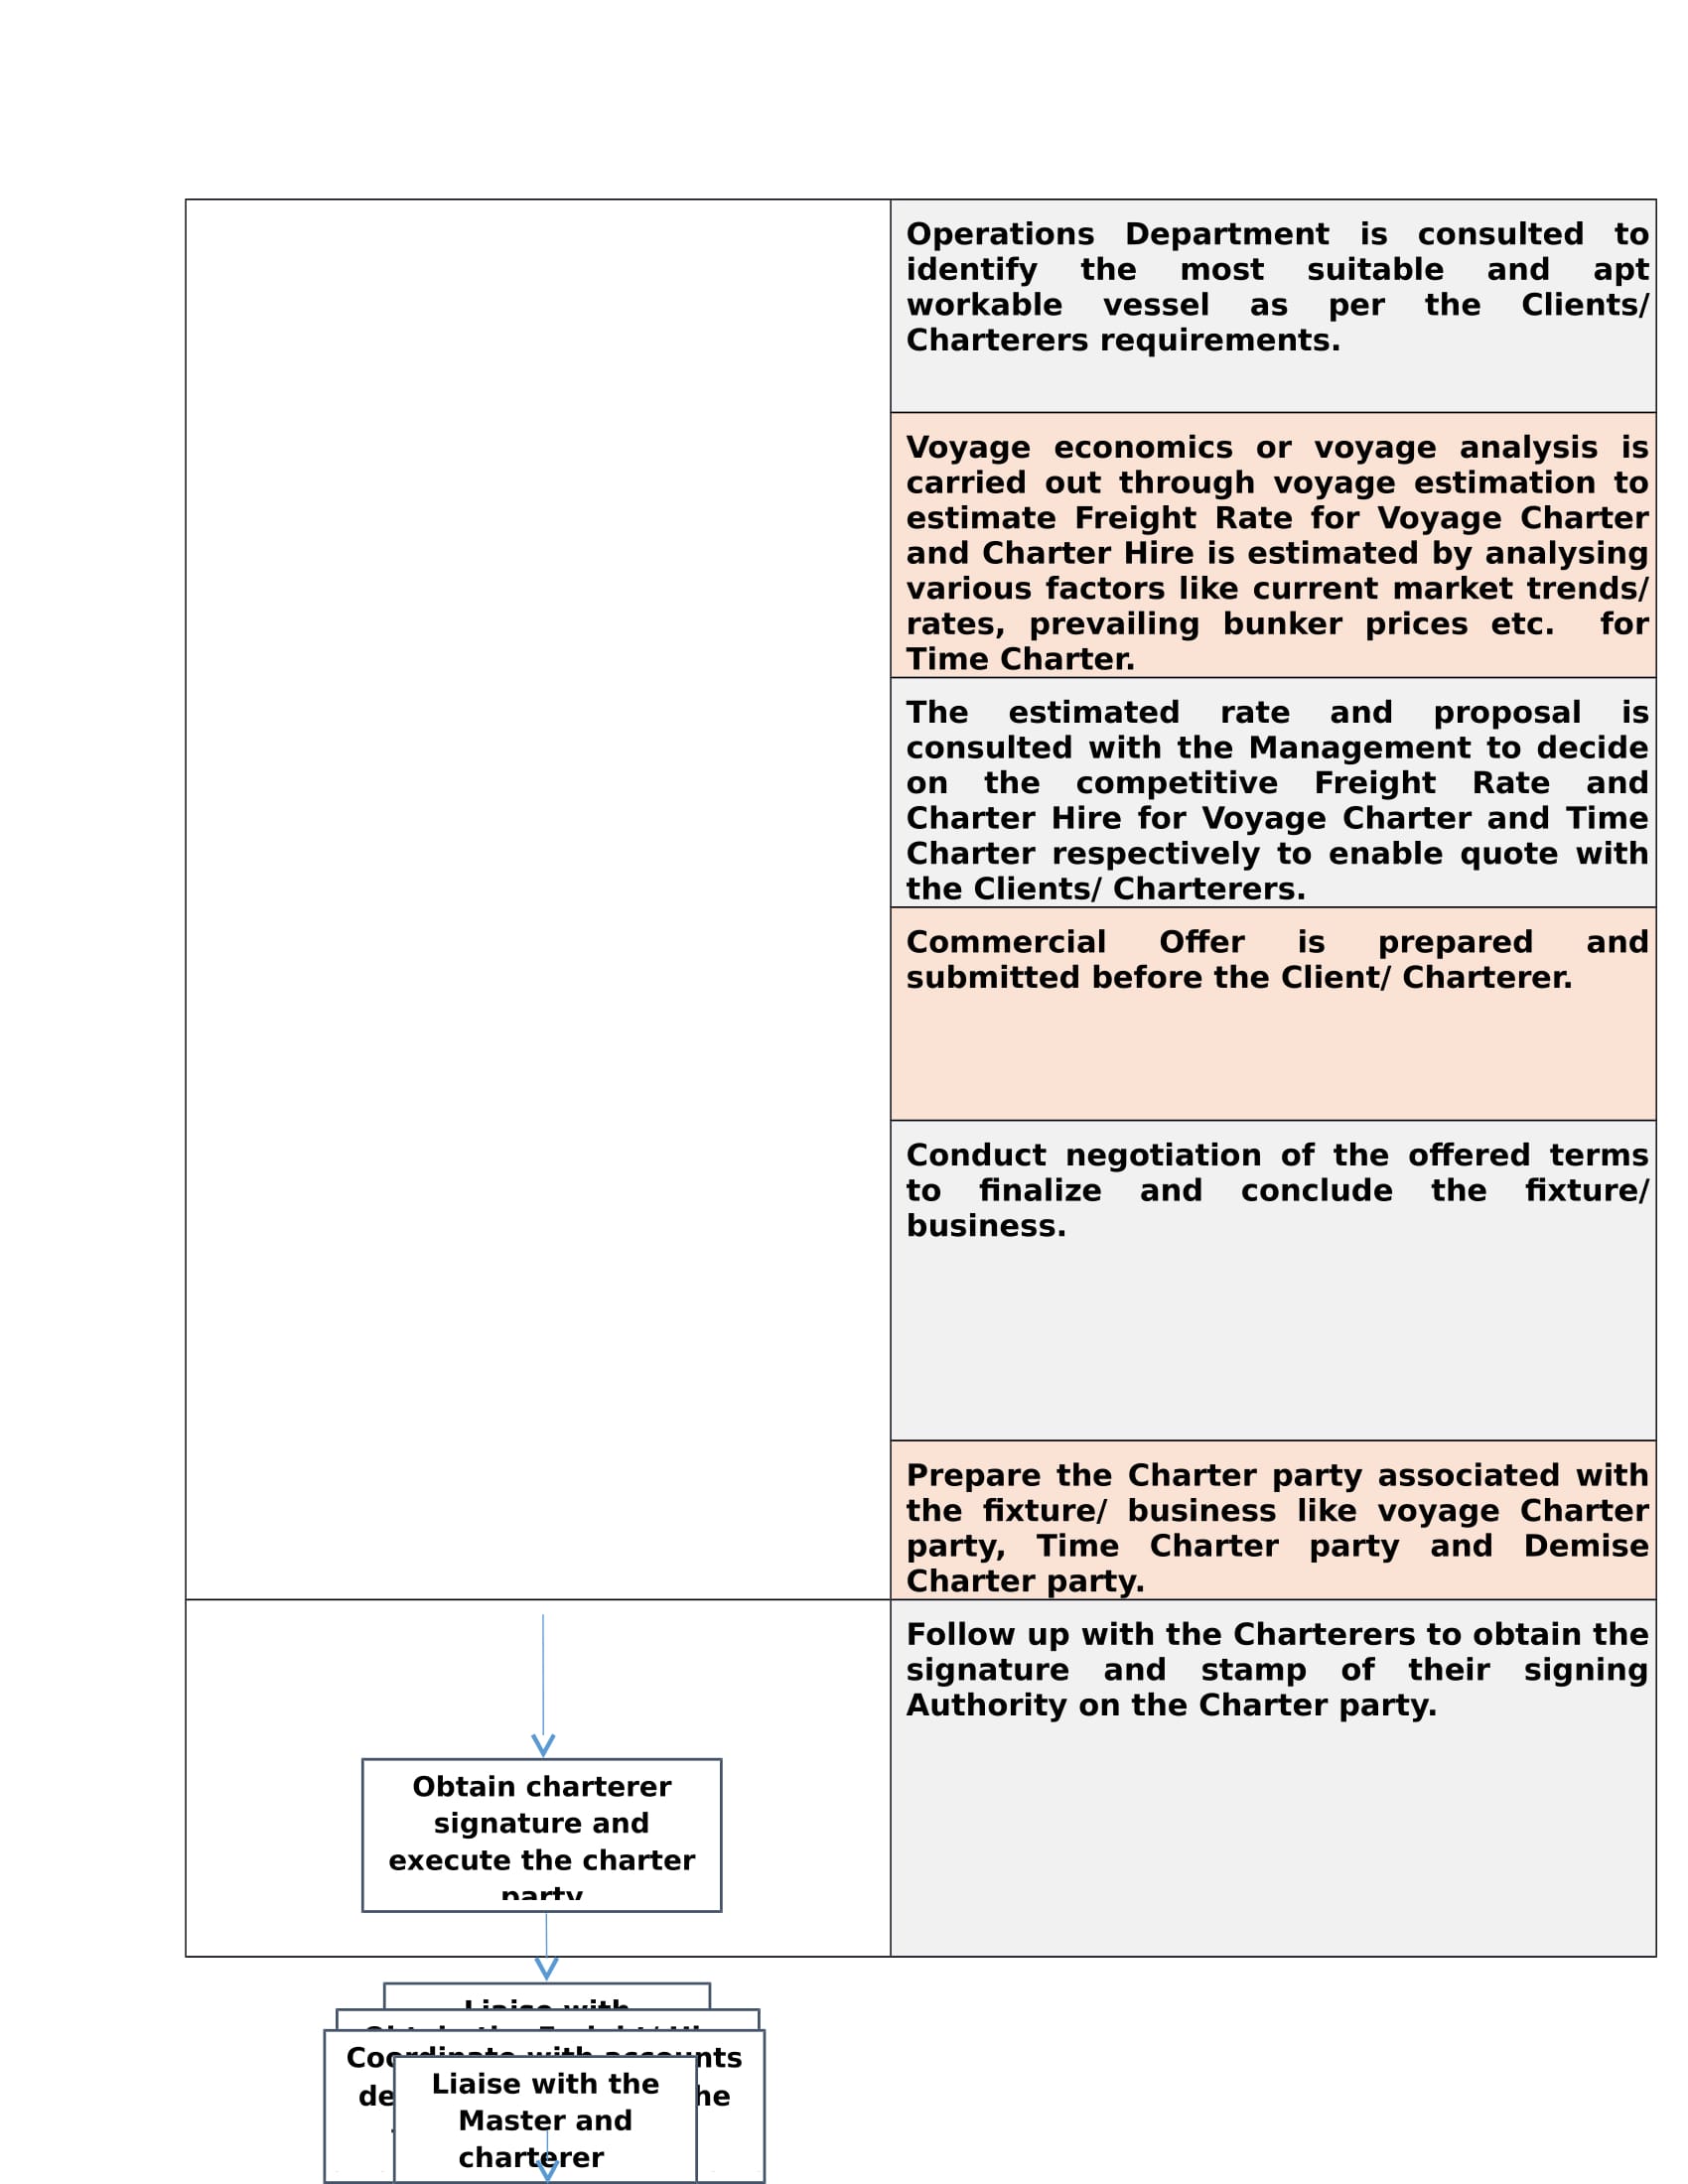 Operations Department is consulted to
identify the most suitable and apt
workable vessel as per the Clients/
Charterers requirements.
Voyage economics or voyage analysis is
carried out through voyage estimation to
estimate Freight Rate for Voyage Charter
and Charter Hire is estimated by analysing
various factors like current market trends/
rates, prevailing bunker prices etc. for
Time Charter.
The estimated rate and proposal is
consulted with the Management to decide
on the competitive Freight Rate and
Charter Hire for Voyage Charter and Time
Charter respectively to enable quote with
the Clients/ Charterers.
Commercial Offer is prepared and
submitted before the Client/ Charterer.
Conduct negotiation of the offered terms
to finalize and conclude the fixture/
business.
Prepare the Charter party associated with
the fixture/ business like voyage Charter
party, Time Charter party and Demise
Charter party.
Follow up with the Charterers to obtain the
signature and stamp of their signing
Authority on the Charter party.
Obtain charterer
signature and
execute the charter
party
Liaise with
Coordinate with accounts
Liaise with the
Master and
charterer